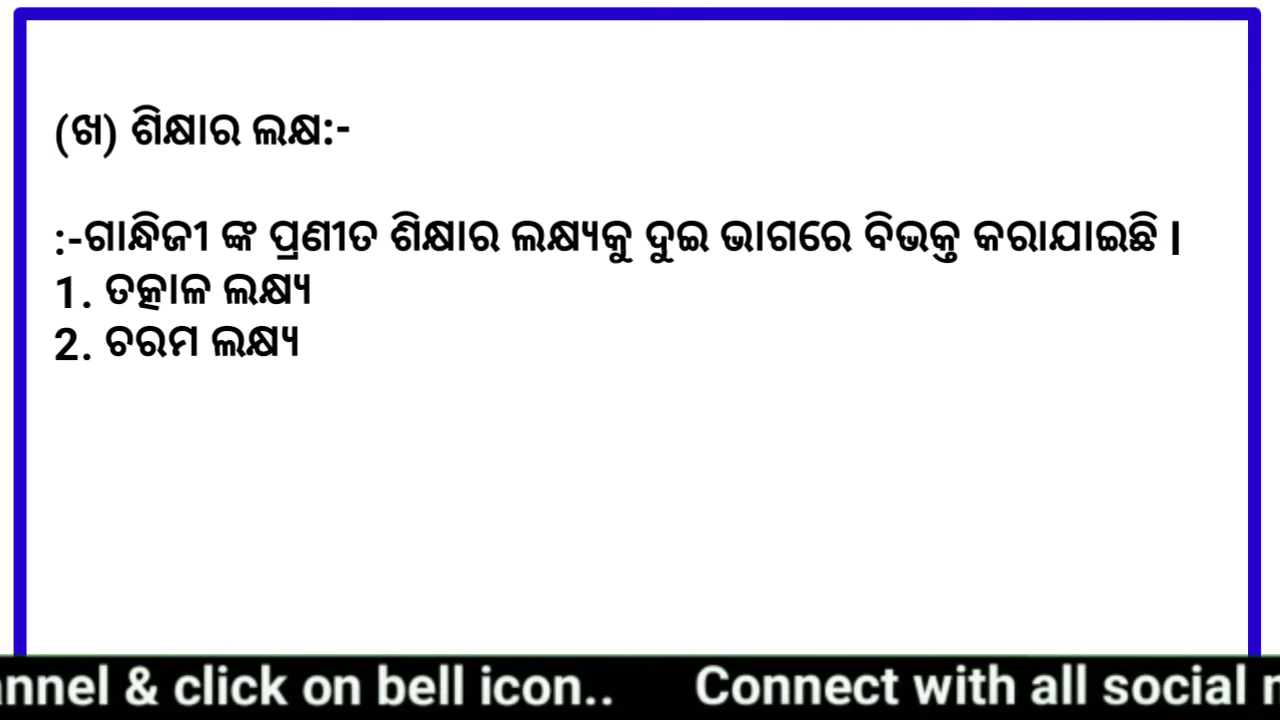 (ଖ) ଶିକ୍ଷାର ଲକ୍ଷ:-
:-ଗାନ୍ଧିଜୀ ଙ୍କ ପ୍ରଣୀତ ଶିକ୍ଷାର ଲକ୍ଷ୍ୟକୁ ଦୁଇ ଭାଗରେ ବିଭକ୍ତ କରାଯାଇଛି |
1. ତତ୍କାଳ ଲକ୍ଷ୍ୟ
2. ଚରମ ଲକ୍ଷ୍ୟ
& click on bell icon.. Connect with all social